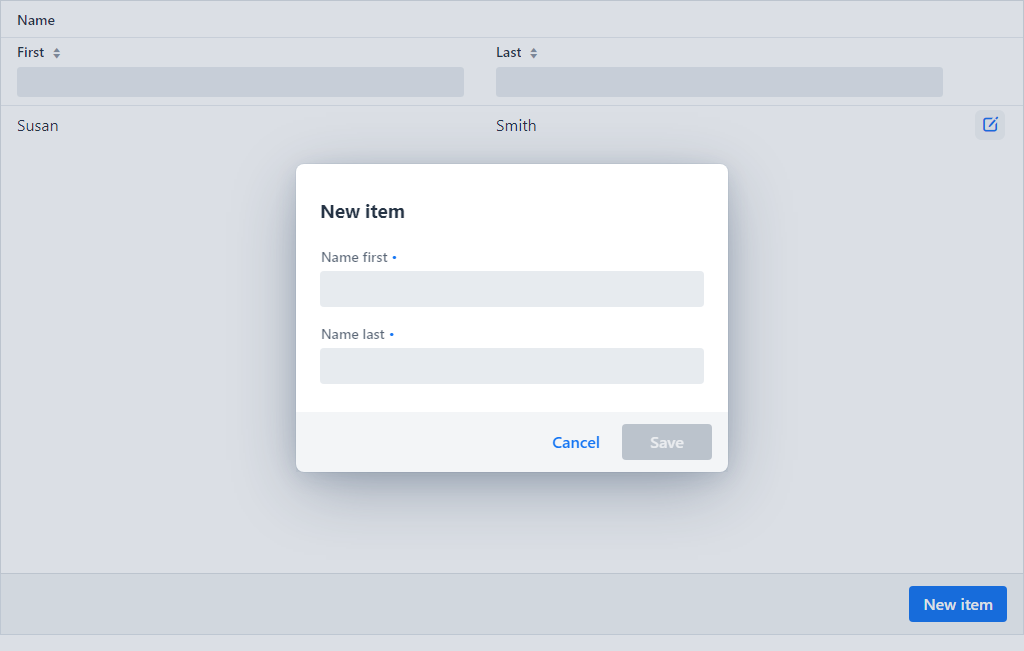 Name
First Last
Susan Smith
New item
Name first •
Name last •
Cancel Save
New item